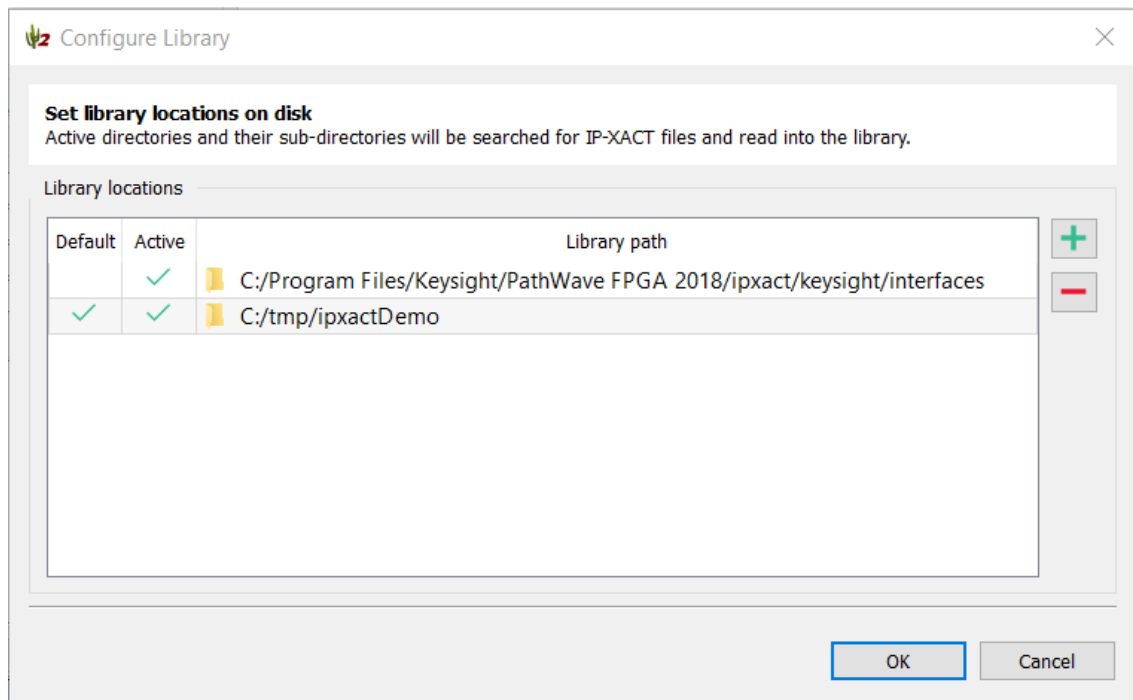 2 Configure Library
Set library locations on disk
Active directories and their sub-directories will be searched for IP-XACT files and read into the library.
Library locations
Default Active Library path
C:/Program Files/Keysight/PathWave FPGA 2018/ipxact/keysight/interfaces
C:/tmp/ipxactDemo
OK Cancel